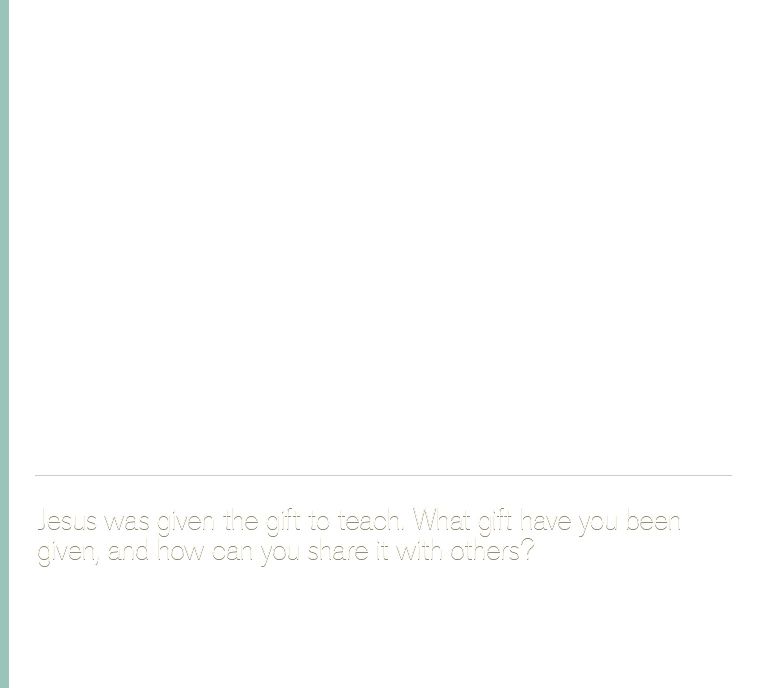 Jesus was given the gift to teach. What gift have you been
given, and how can you share it with others?